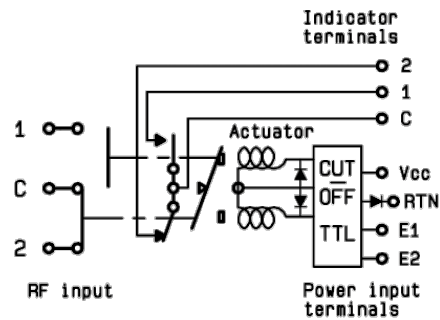 Indicator
terminals
2
1
C
Actuator
1
C
2
CUT
OFF
TTL
Vcc
RTN
E1
E2
RF input
Power input
terminals